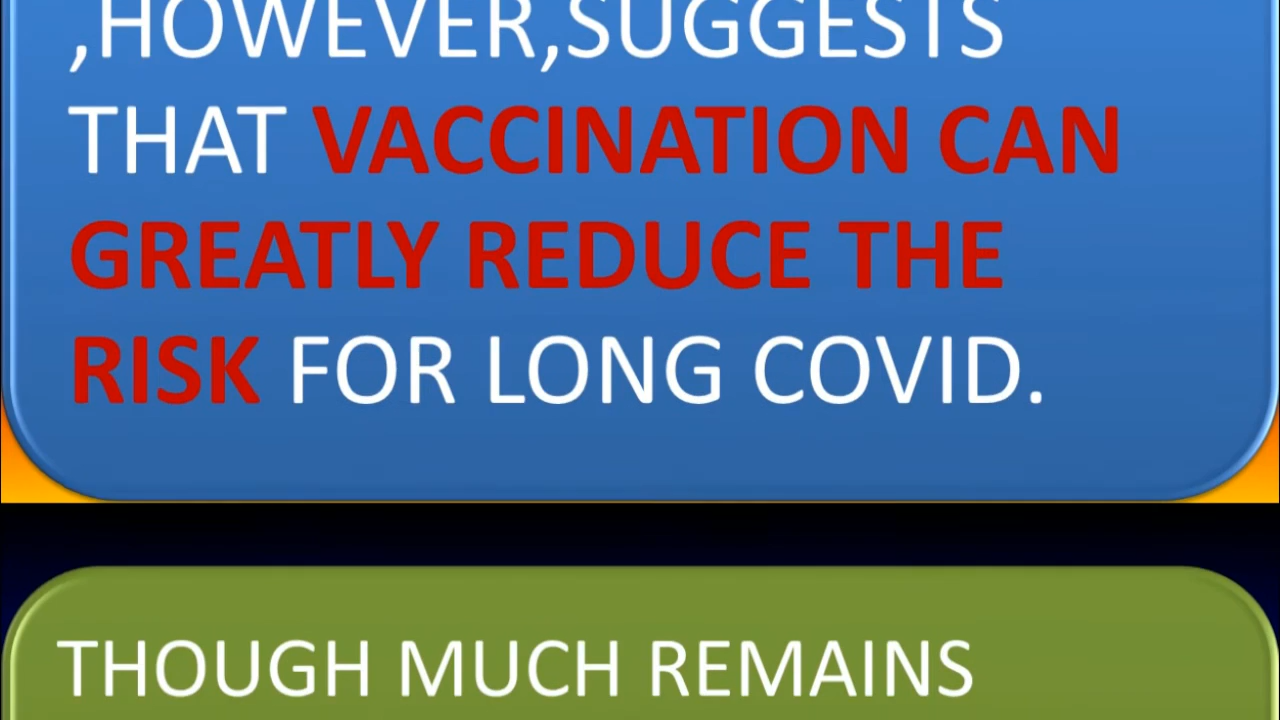 ,HOWEVER,SUGGESTS
THAT VACCINATION CAN
GREATLY REDUCE THE
RISK FOR LONG COVID.
THOUGH MUCH REMAINS